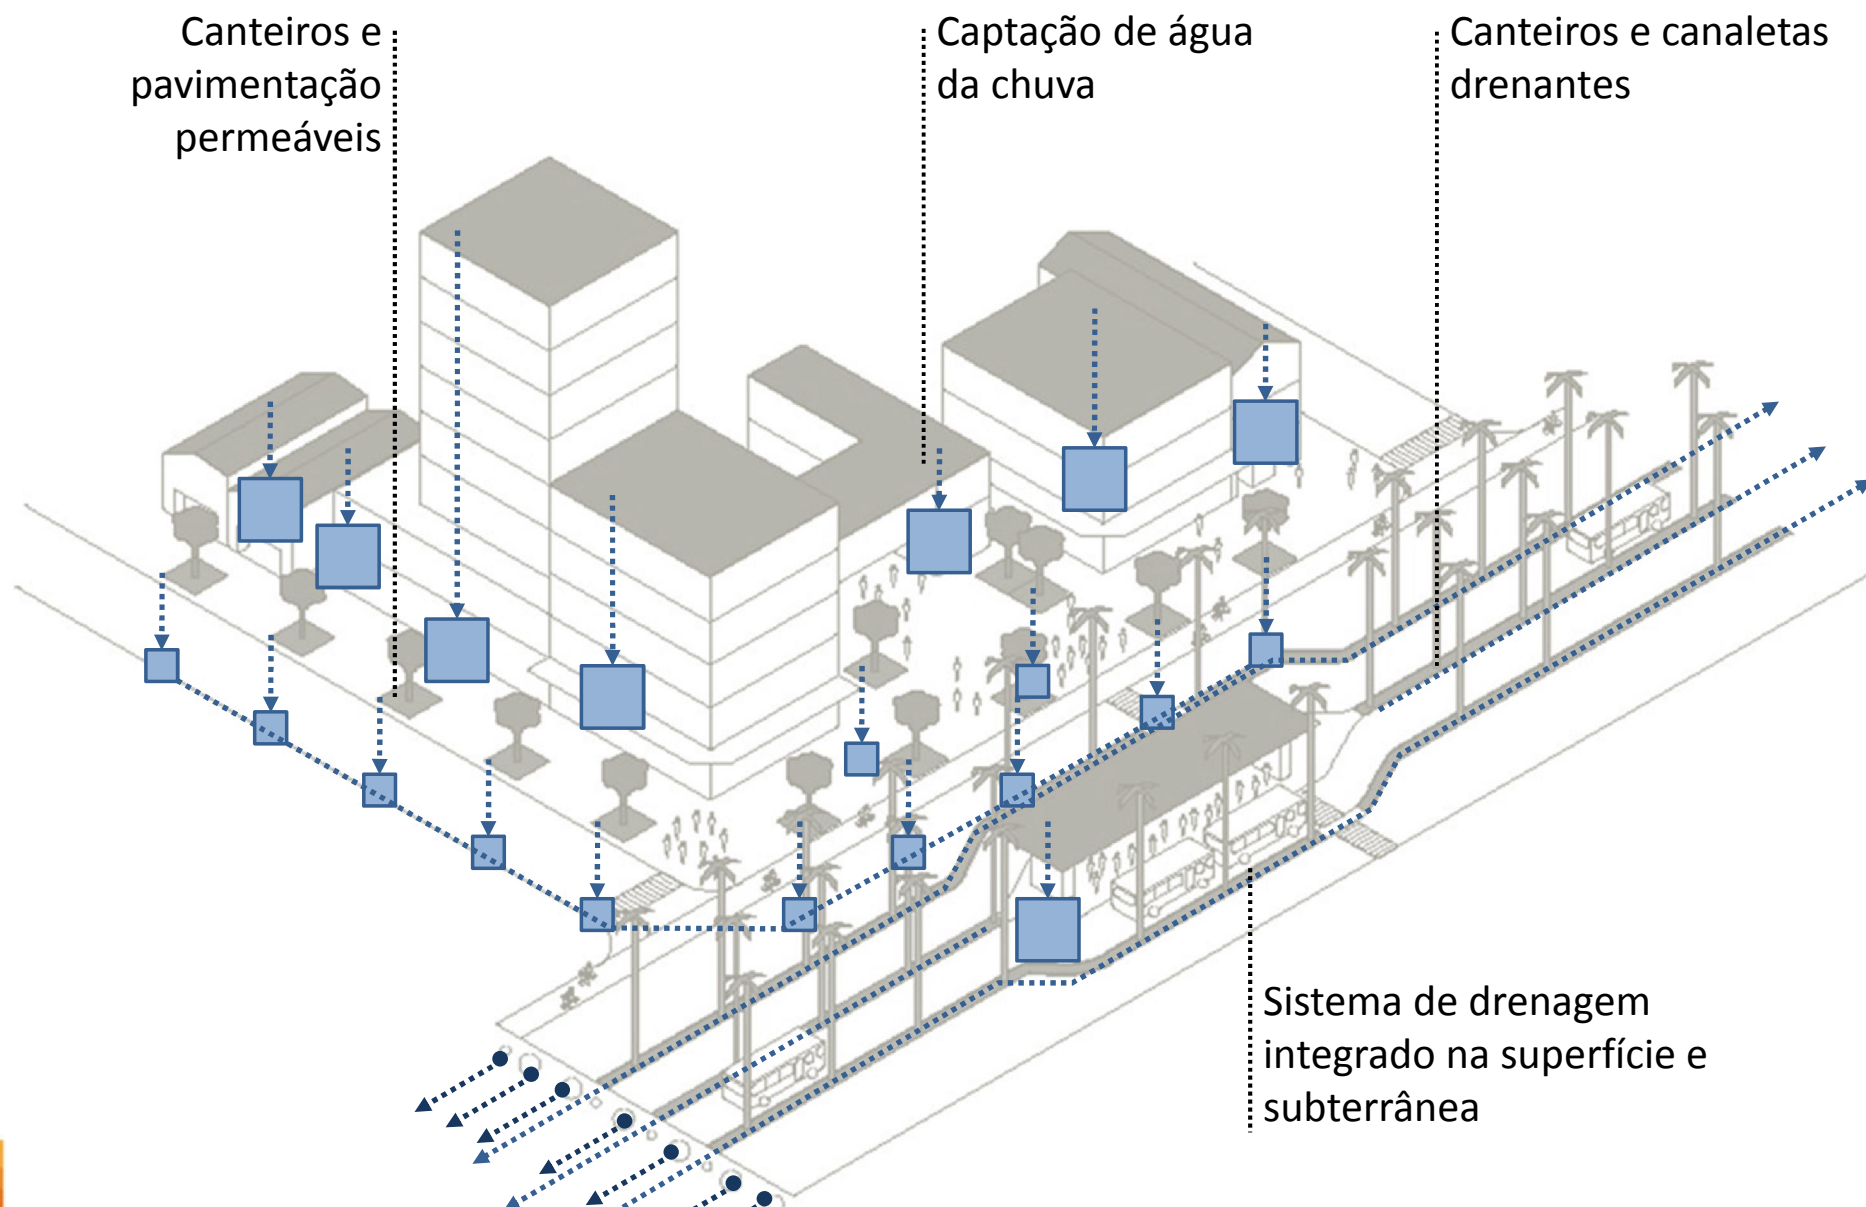 Canteiros e
pavimentação
permeáveis
Captação de água
da chuva
Canteiros e canaletas
drenantes
Sistema de drenagem
integrado na superfície e
subterrânea